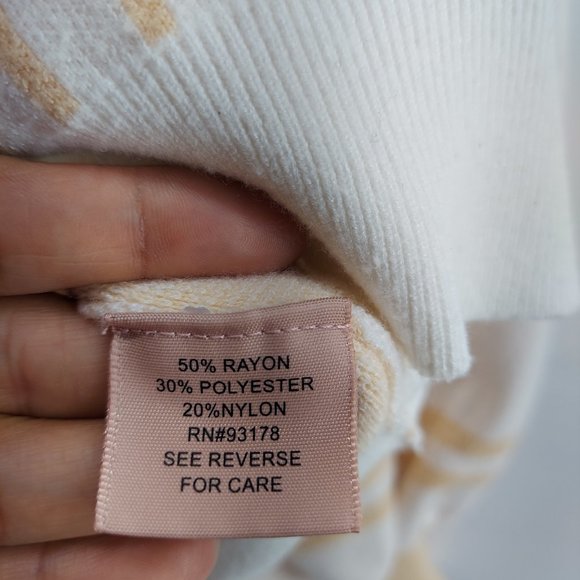 50% RAYON
30% POLYESTER
20%NYLON
RN#93178
SEE REVERSE
FOR CARE